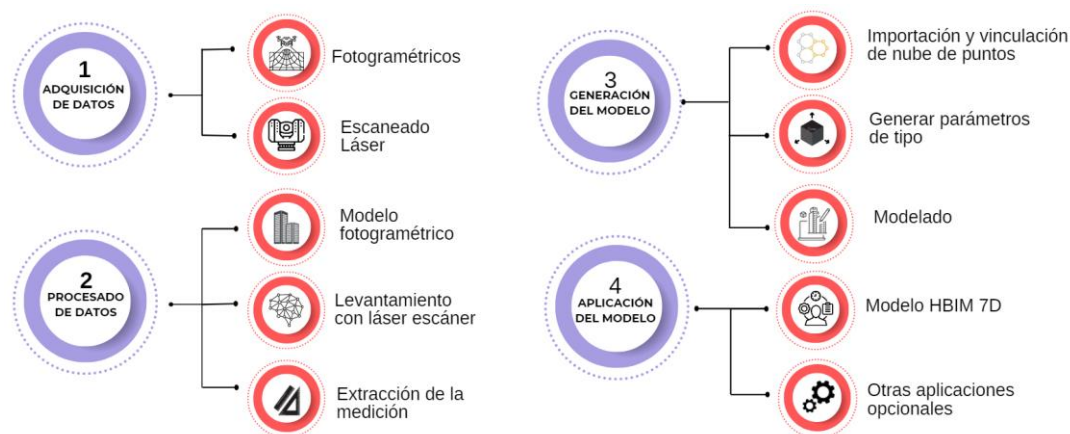 1
ADQUISICIÓN
DE DATOS
Fotogramétricos
Escaneado
Láser
2
PROCESADO
DE DATOS
Modelo
fotogramétrico
Levantamiento
con láser escáner
Extracción de la
medición
3
GENERACIÓN
DEL MODELO
Importación y vinculación
de nube de puntos
Generar parámetros
de tipo
Modelado
4
APLICACIÓN
DEL MODELO
Modelo HBIM 7D
Otras aplicaciones
opcionales